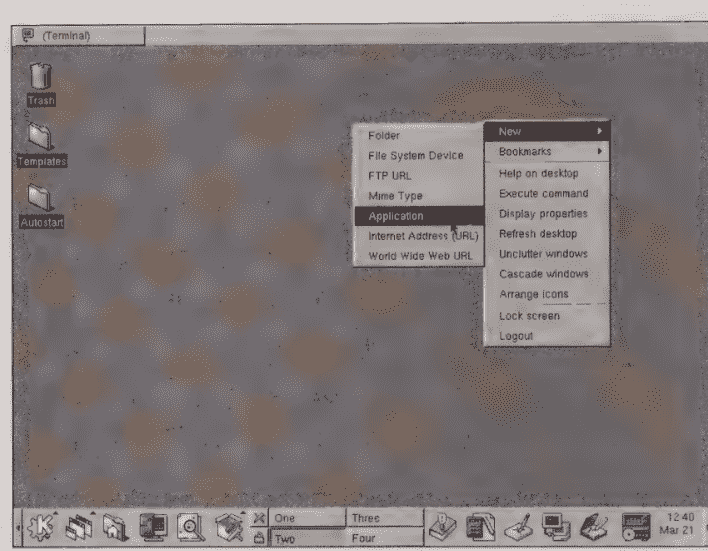 (Terminal)
Trash
Templates
Autostart
Folder
File System Device
FTP URL
Mime Type
Application
Internet Address (URL)
World Wide Web URL
New
Bookmarks
Help on desktop
Execute command
Display properties
Refresh desktop
Unclutter windows
Cascade windows
Arrange icons
Lock screen
Logout
K
One
Three
Two
Four
12:40
Mar 21